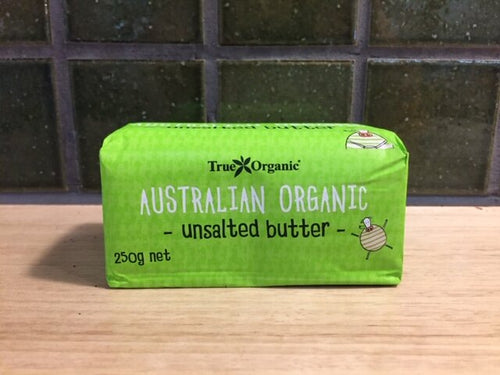 unsalted butter
True Organic®
AUSTRALIAN ORGANIC
- unsalted butter -
250g net